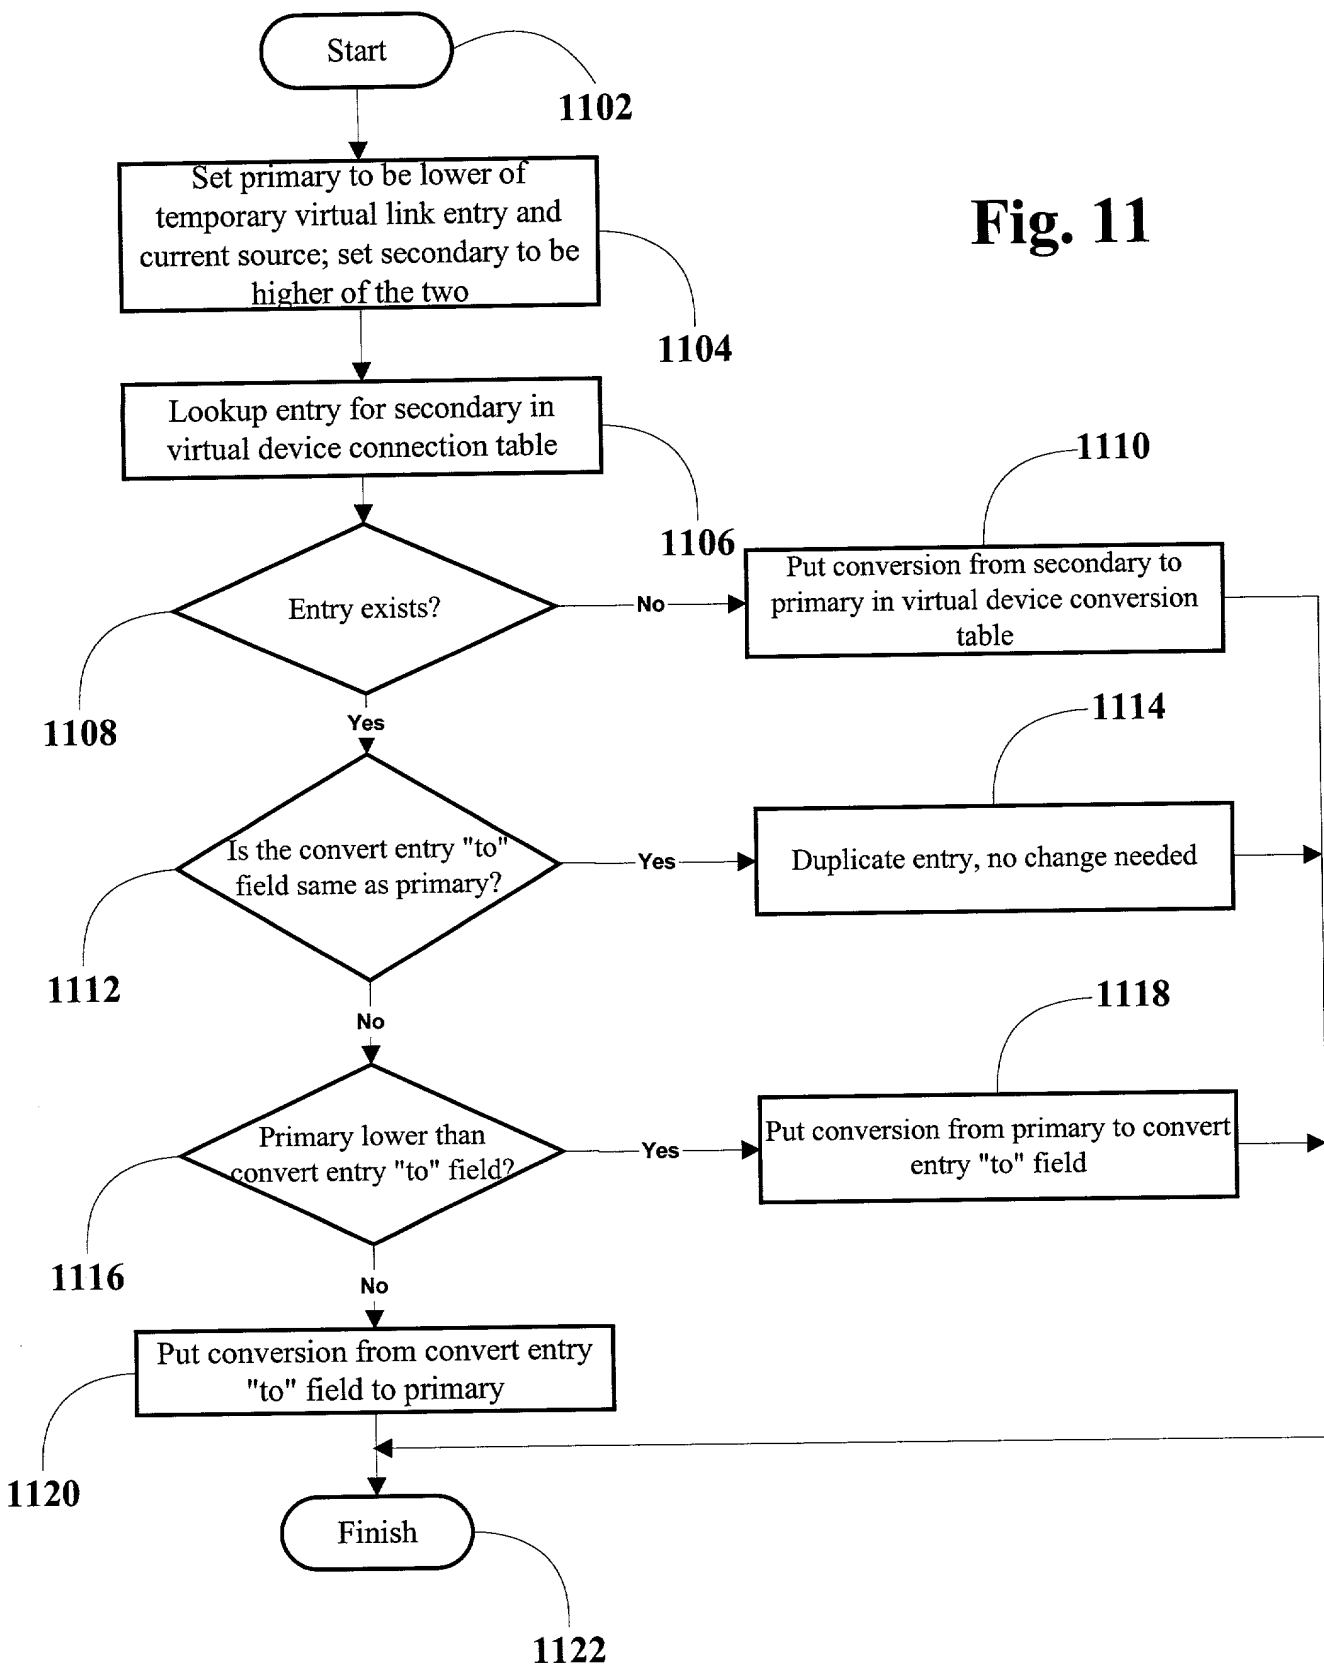 Start
1102
Set primary to be lower of
temporary virtual link entry and
current source; set secondary to be
higher of the two
Fig. 11
1104
Lookup entry for secondary in
virtual device connection table
1106
1110
Put conversion from secondary to
primary in virtual device conversion
table
Entry exists?
No
1108
Yes
1114
Is the convert entry "to"
field same as primary?
Yes
Duplicate entry, no change needed
1112
No
1118
Primary lower than
convert entry "to" field?
Yes
Put conversion from primary to convert
entry "to" field
1116
No
Put conversion from convert entry
"to" field to primary
1120
Finish
1122